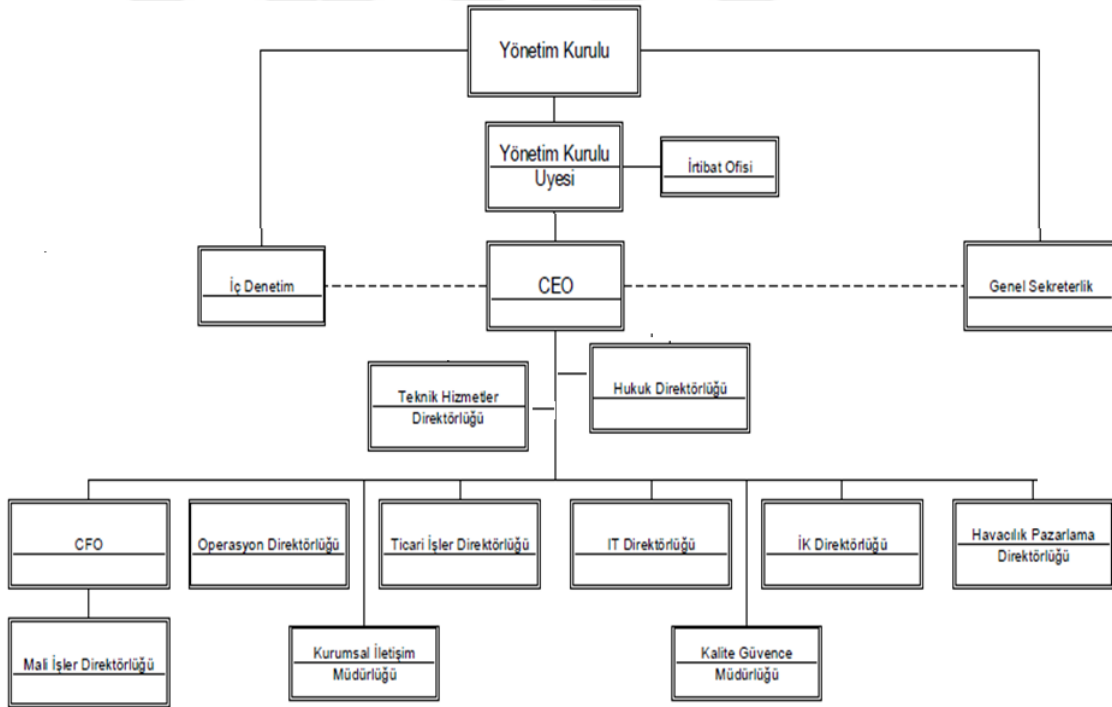 Yönetim Kurulu
Yönetim Kurulu
Uyesi
İrtibat Ofisi
İç Denetim
CEO
Genel Sekreterlik
Teknik Hizmetler
Direktörlüğü
Hukuk Direktörlüğü
CFO
Operasyon Direktörlüğü
Ticari İşler Direktörlüğü
IT Direktörlüğü
İK Direktörlüğü
Havacılık Pazarlama
Direktörlüğü
Mali İşler Direktörlüğü
Kurumsal İletişim
Müdürlüğü
Kalite Güvence
Müdürlüğü